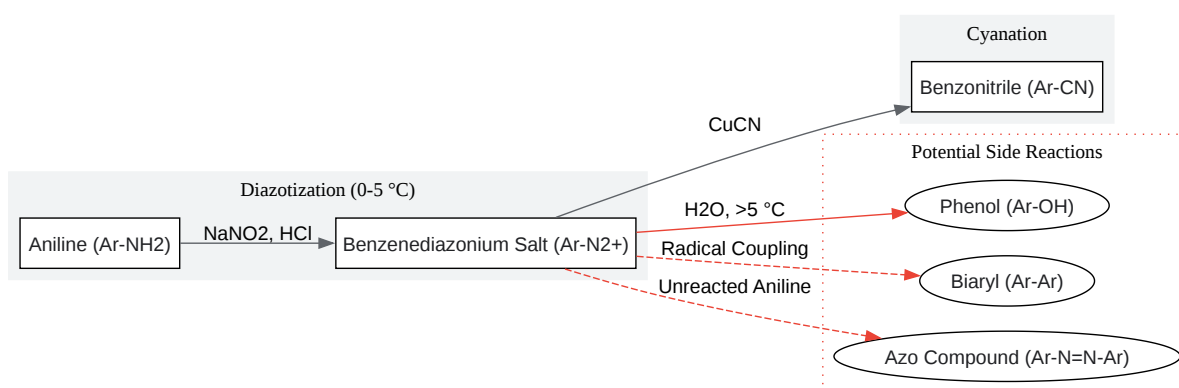 Cyanation
Benzonitrile (Ar-CN)
CuCN
Potential Side Reactions
Diazotization (0-5 °C)
Aniline (Ar-NH2)
NaNO2, HCl
Benzenediazonium Salt (Ar-N2+)
H2O, >5 °C
Phenol (Ar-OH)
Radical Coupling
Biaryl (Ar-Ar)
Unreacted Aniline
Azo Compound (Ar-N=N-Ar)